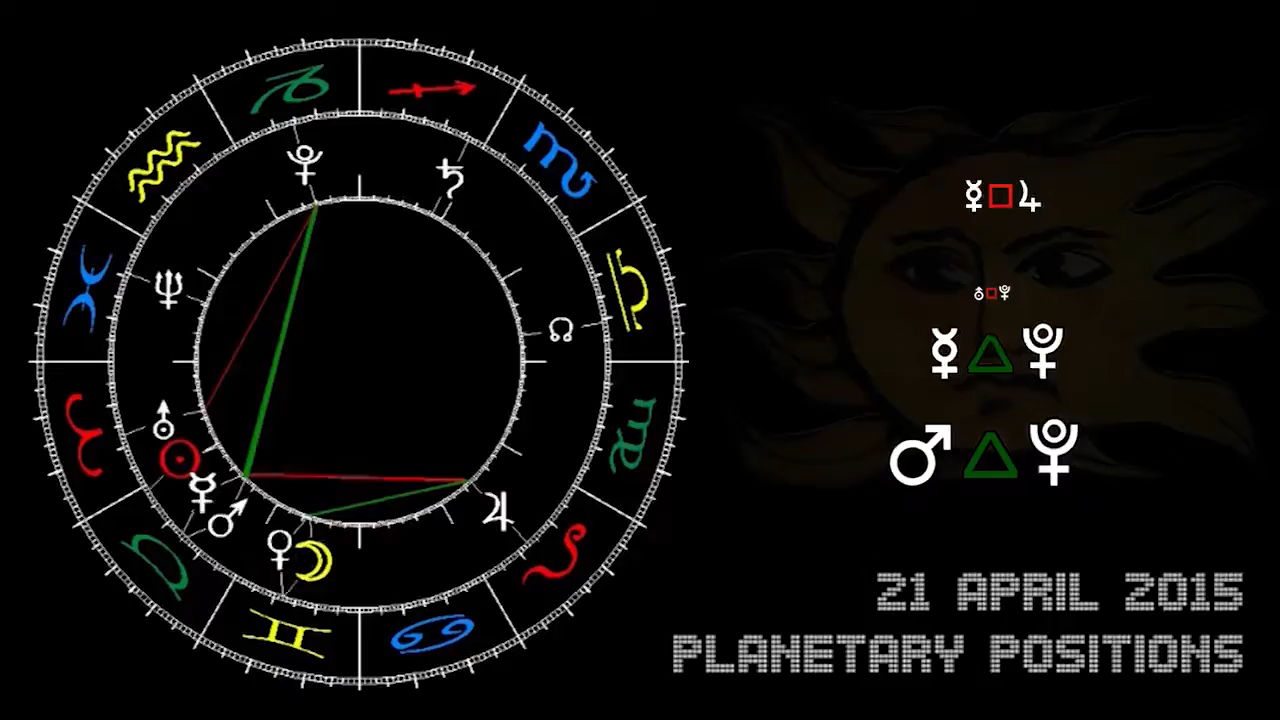 ☿□♃
⛢□♇
☿△♇
♂△♇
21 APRIL 2015
PLANETARY POSITIONS